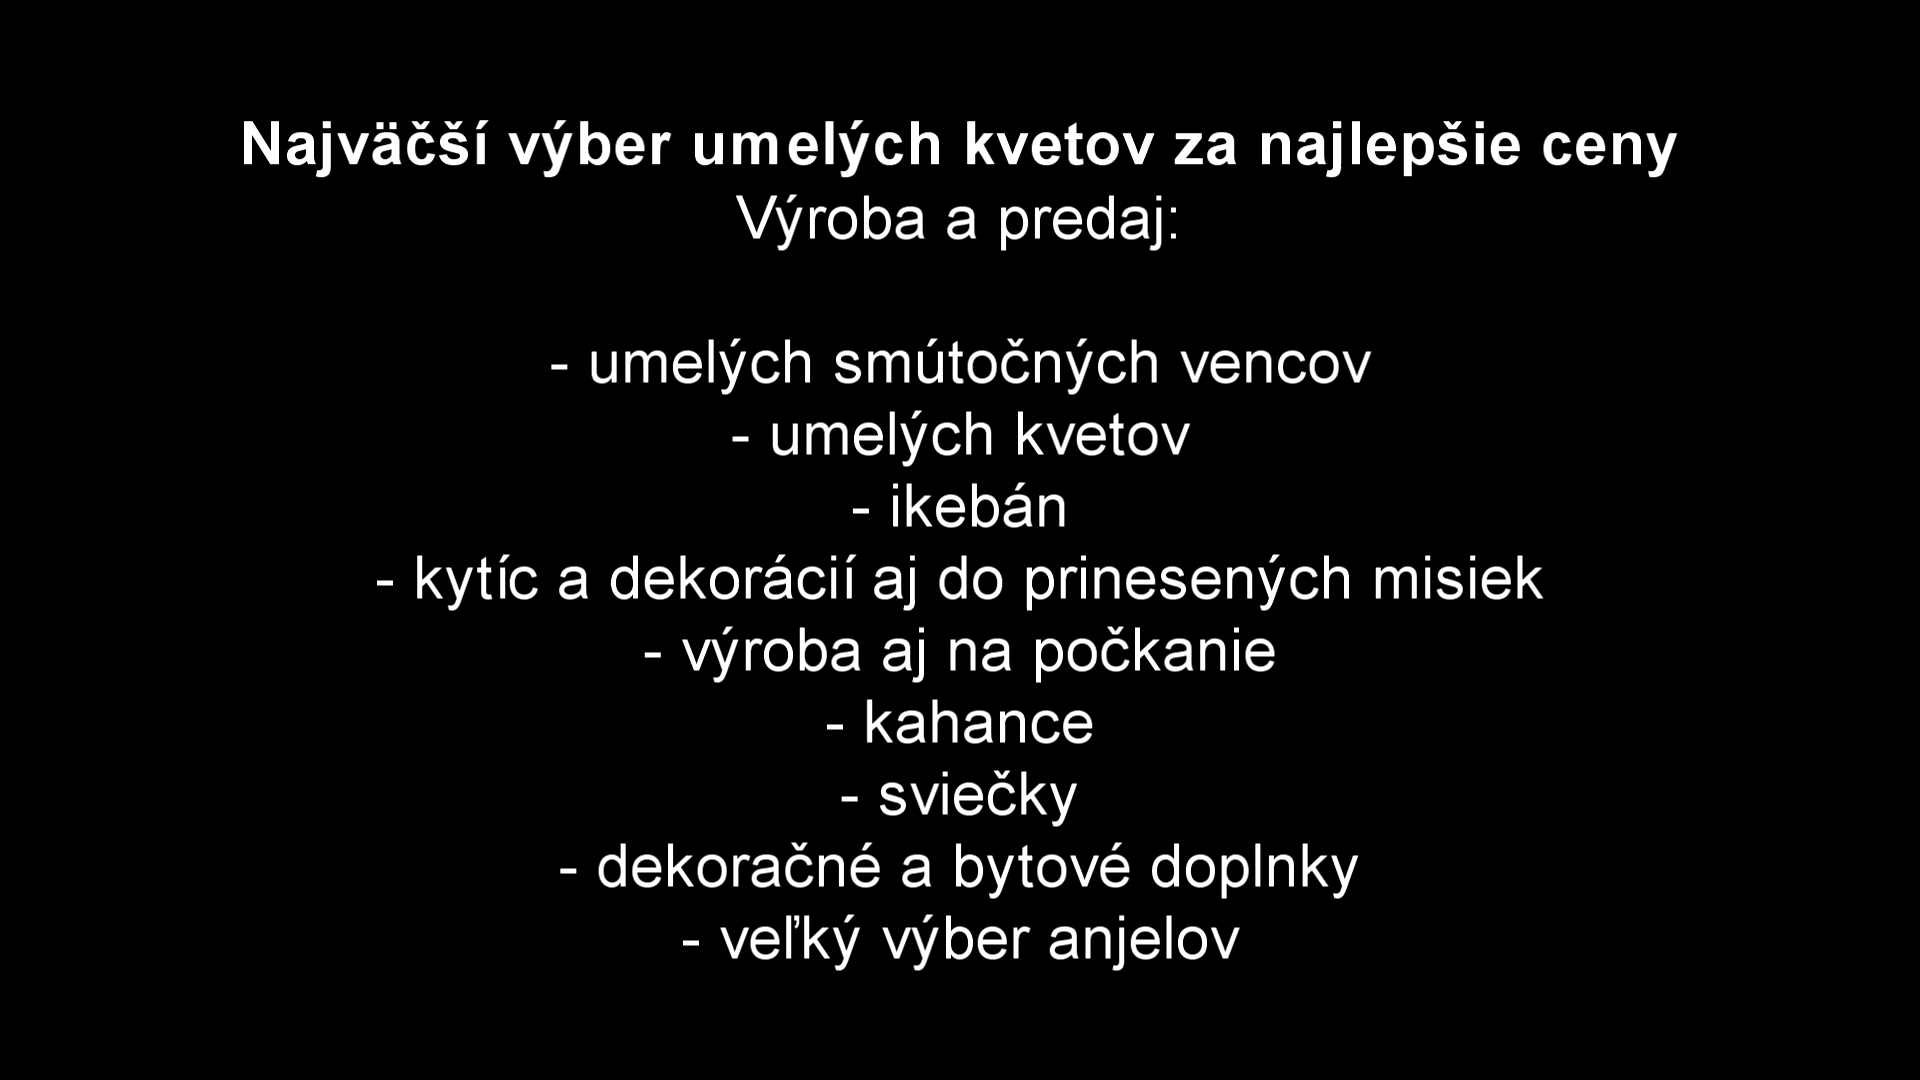 Najväčší výber umelých kvetov za najlepšie ceny
Výroba a predaj:
- umelých smútočných vencov
- umelých kvetov
- ikebán
- kytíc a dekorácií aj do prinesených misiek
- výroba aj na počkanie
- kahance
- sviečky
- dekoračné a bytové doplnky
- veľký výber anjelov